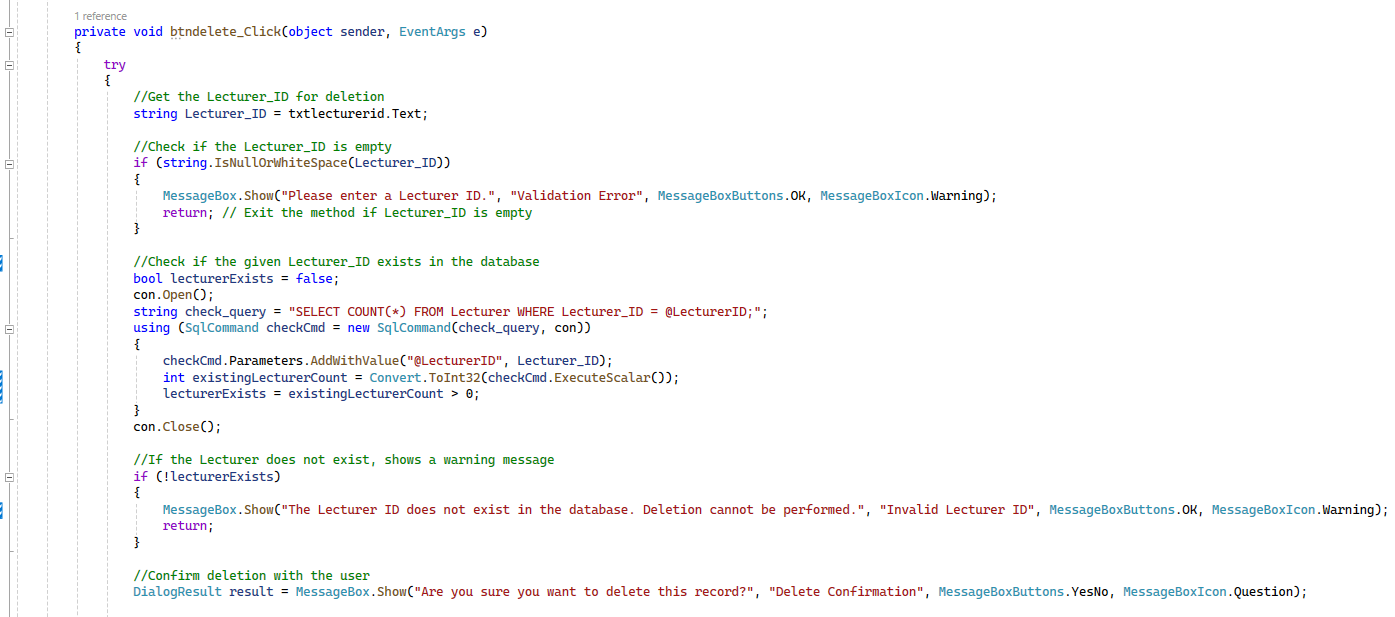 1 reference
private void btndelete_Click(object sender, EventArgs e)
{
try
{
//Get the Lecturer_ID for deletion
string Lecturer_ID = txtlecturerid.Text;
//Check if the Lecturer_ID is empty
if (string.IsNullOrWhiteSpace(Lecturer_ID))
{
MessageBox.Show("Please enter a Lecturer ID.", "Validation Error", MessageBoxButtons.OK, MessageBoxIcon.Warning);
return; // Exit the method if Lecturer_ID is empty
}
//Check if the given Lecturer_ID exists in the database
bool lecturerExists = false;
con.Open();
string check_query = "SELECT COUNT(*) FROM Lecturer WHERE Lecturer_ID = @LecturerID;";
using (SqlCommand checkCmd = new SqlCommand(check_query, con))
{
checkCmd.Parameters.AddWithValue("@LecturerID", Lecturer_ID);
int existingLecturerCount = Convert.ToInt32(checkCmd.ExecuteScalar());
lecturerExists = existingLecturerCount > 0;
}
con.Close();
//If the Lecturer does not exist, shows a warning message
if (!lecturerExists)
{
MessageBox.Show("The Lecturer ID does not exist in the database. Deletion cannot be performed.", "Invalid Lecturer ID", MessageBoxButtons.OK, MessageBoxIcon.Warning);
return;
}
//Confirm deletion with the user
DialogResult result = MessageBox.Show("Are you sure you want to delete this record?", "Delete Confirmation", MessageBoxButtons.YesNo, MessageBoxIcon.Question);